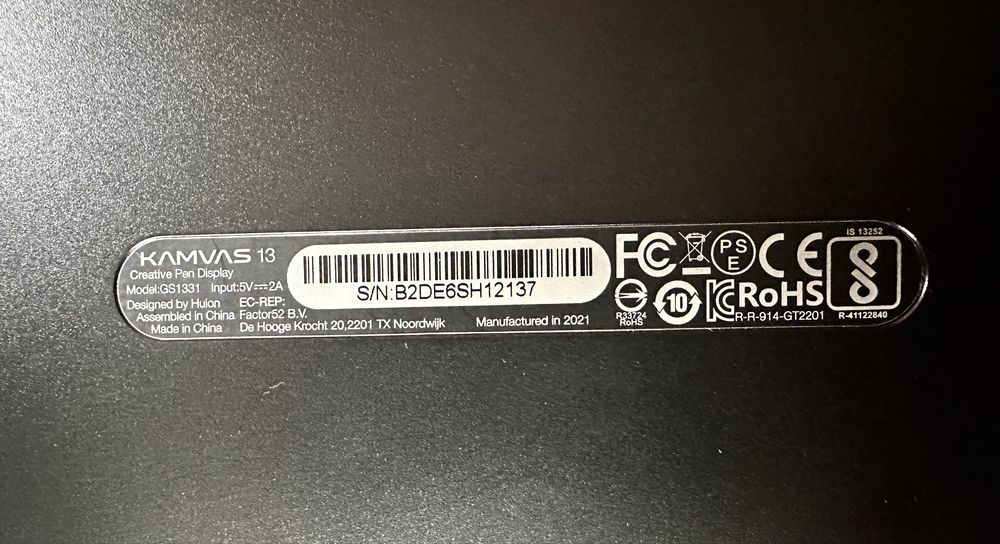 KAMVAS 13
Creative Pen Display
Model:GS1331 Input:5V⎓2A
Designed by Huion EC-REP:
Assembled in China Factor52 B.V.
Made in China De Hooge Krocht 20,2201 TX Noordwijk Manufactured in 2021
S/N:B2DE6SH12137
FC
PS
E
CE
IS 13252
R33724
RoHS
10
KC
RoHS
R-R-914-GT2201
R-41122840